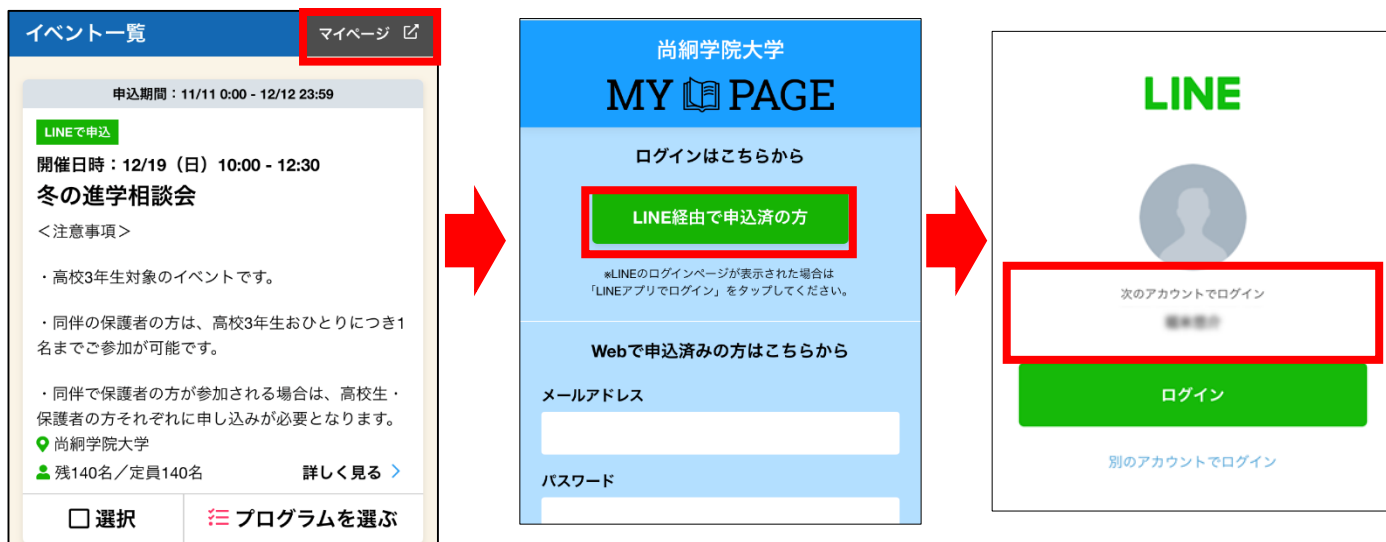 イベント一覧
マイページ
申込期間：11/11 0:00 - 12/12 23:59
LINEで申込
開催日時：12/19（日）10:00 - 12:30
冬の進学相談会
＜注意事項＞
・高校3年生対象のイベントです。
・同伴の保護者の方は、高校3年生おひとりにつき1
名までご参加が可能です。
・同伴で保護者の方が参加される場合は、高校生・
保護者の方それぞれに申し込みが必要となります。
尚絅学院大学
残140名／定員140名
詳しく見る
選択
プログラムを選ぶ
尚絅学院大学
MY PAGE
ログインはこちらから
LINE経由で申込済の方
※LINEのログインページが表示された場合は
「LINEアプリでログイン」をタップしてください。
Webで申込済みの方はこちらから
メールアドレス
パスワード
LINE
次のアカウントでログイン
ログイン
別のアカウントでログイン